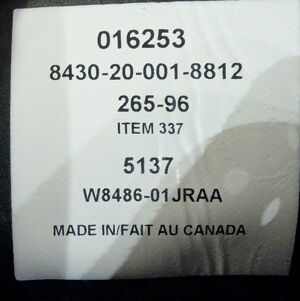 016253
8430-20-001-8812
265-96
ITEM 337
5137
W8486-01JRAA
MADE IN/FAIT AU CANADA